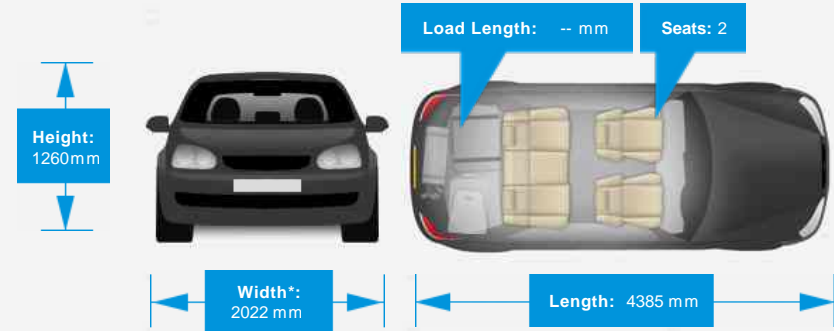 Load Length: -- mm
Seats: 2
Height:
1260mm
Width*:
2022 mm
Length: 4385 mm